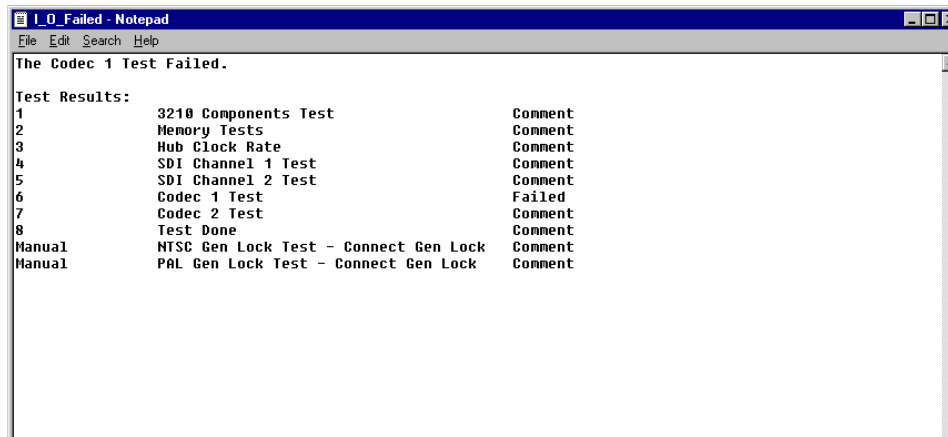 I_O_Failed - Notepad
File Edit Search Help
The Codec 1 Test Failed.
Test Results:
1 3210 Components Test Comment
2 Memory Tests Comment
3 Hub Clock Rate Comment
4 SDI Channel 1 Test Comment
5 SDI Channel 2 Test Comment
6 Codec 1 Test Failed
7 Codec 2 Test Comment
8 Test Done Comment
Manual NTSC Gen Lock Test - Connect Gen Lock Comment
Manual PAL Gen Lock Test - Connect Gen Lock Comment